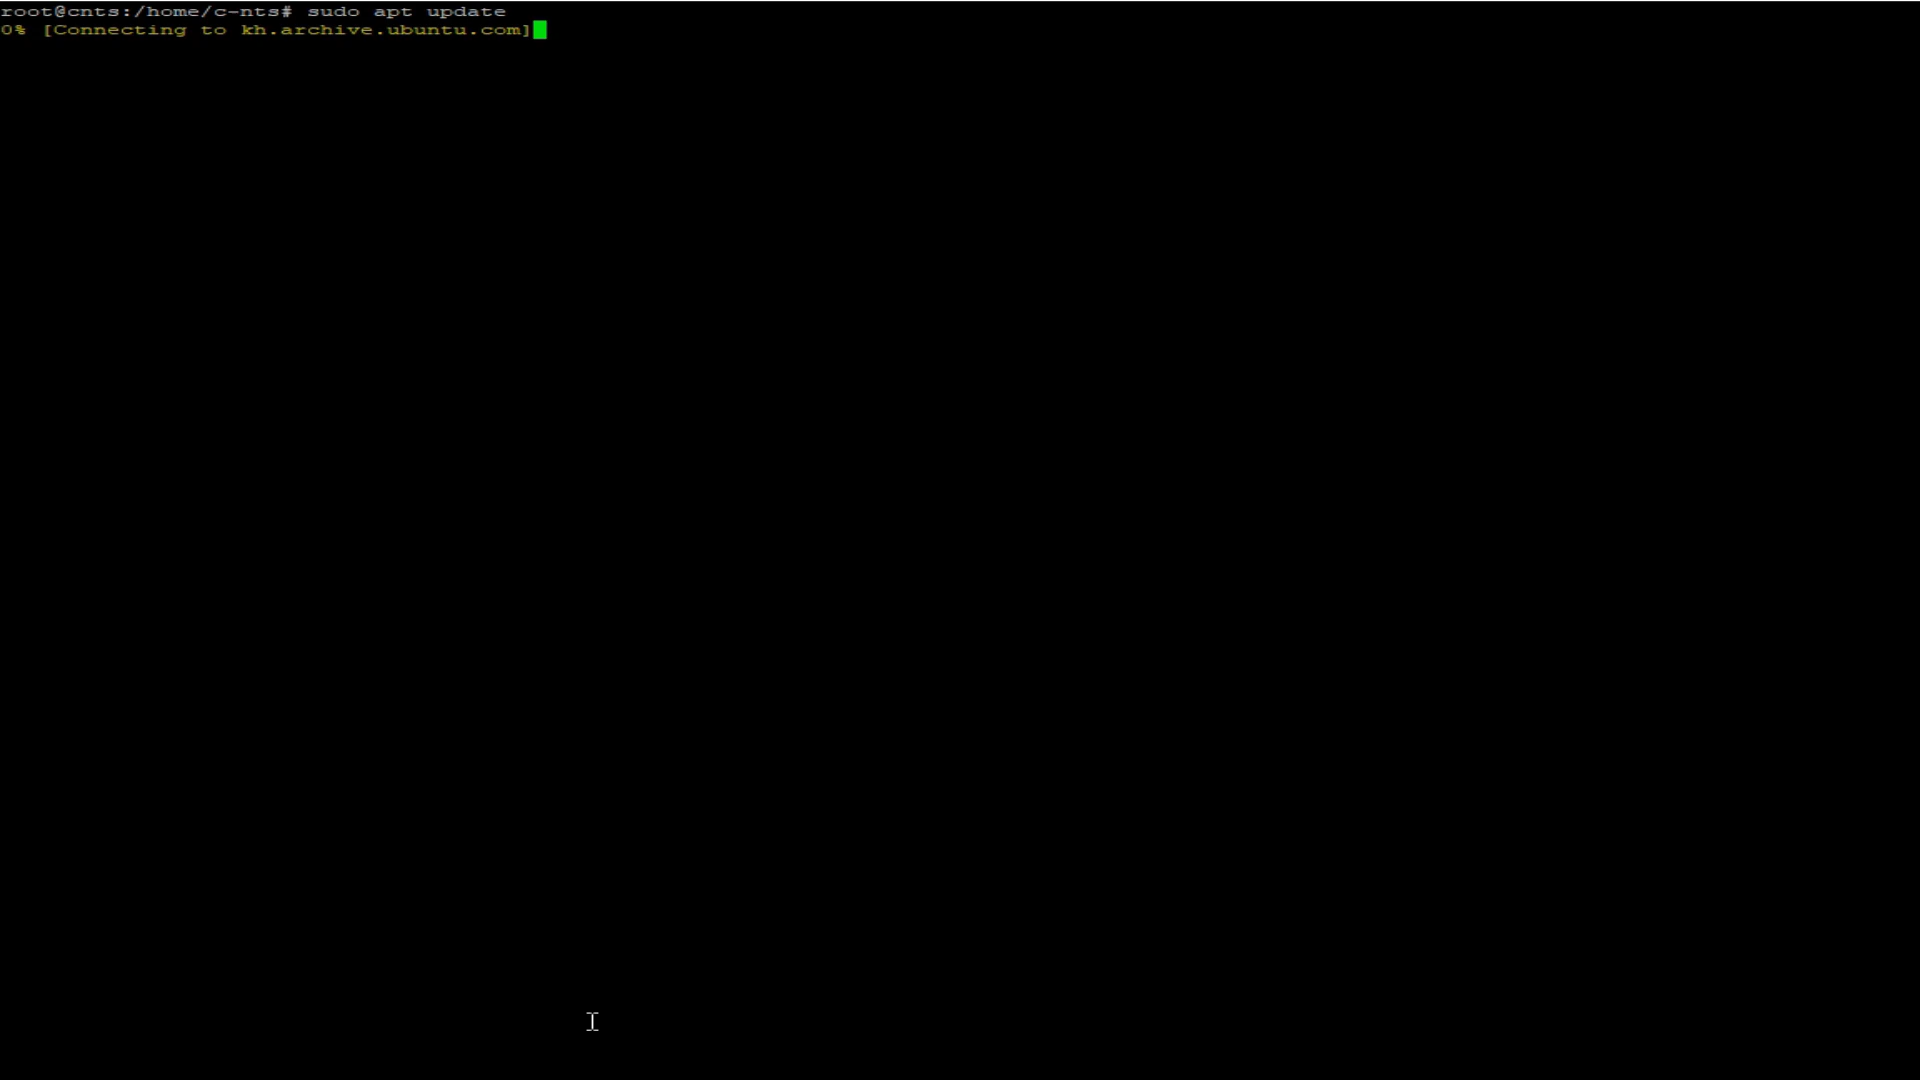 root@cnts:/home/c-nts# sudo apt update
0% [Connecting to kh.archive.ubuntu.com]